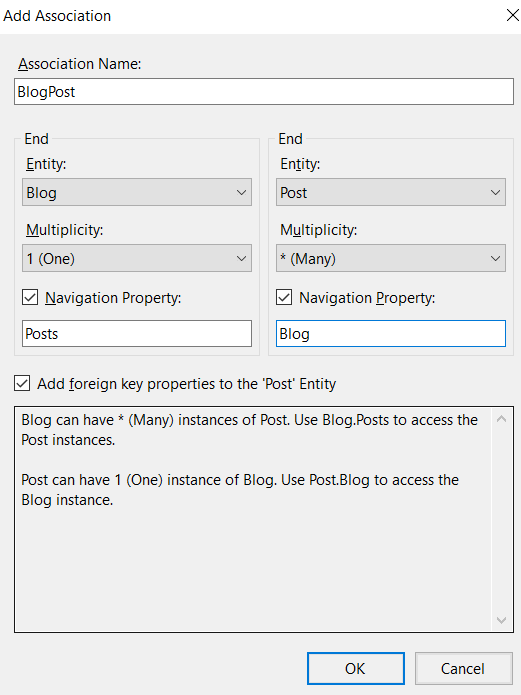 Add Association
Association Name:
BlogPost
End
Entity:
Blog
Multiplicity:
1 (One)
Navigation Property:
Posts
End
Entity:
Post
Multiplicity:
* (Many)
Navigation Property:
Blog
Add foreign key properties to the 'Post' Entity
Blog can have * (Many) instances of Post. Use Blog.Posts to access the
Post instances.
Post can have 1 (One) instance of Blog. Use Post.Blog to access the
Blog instance.
OK
Cancel